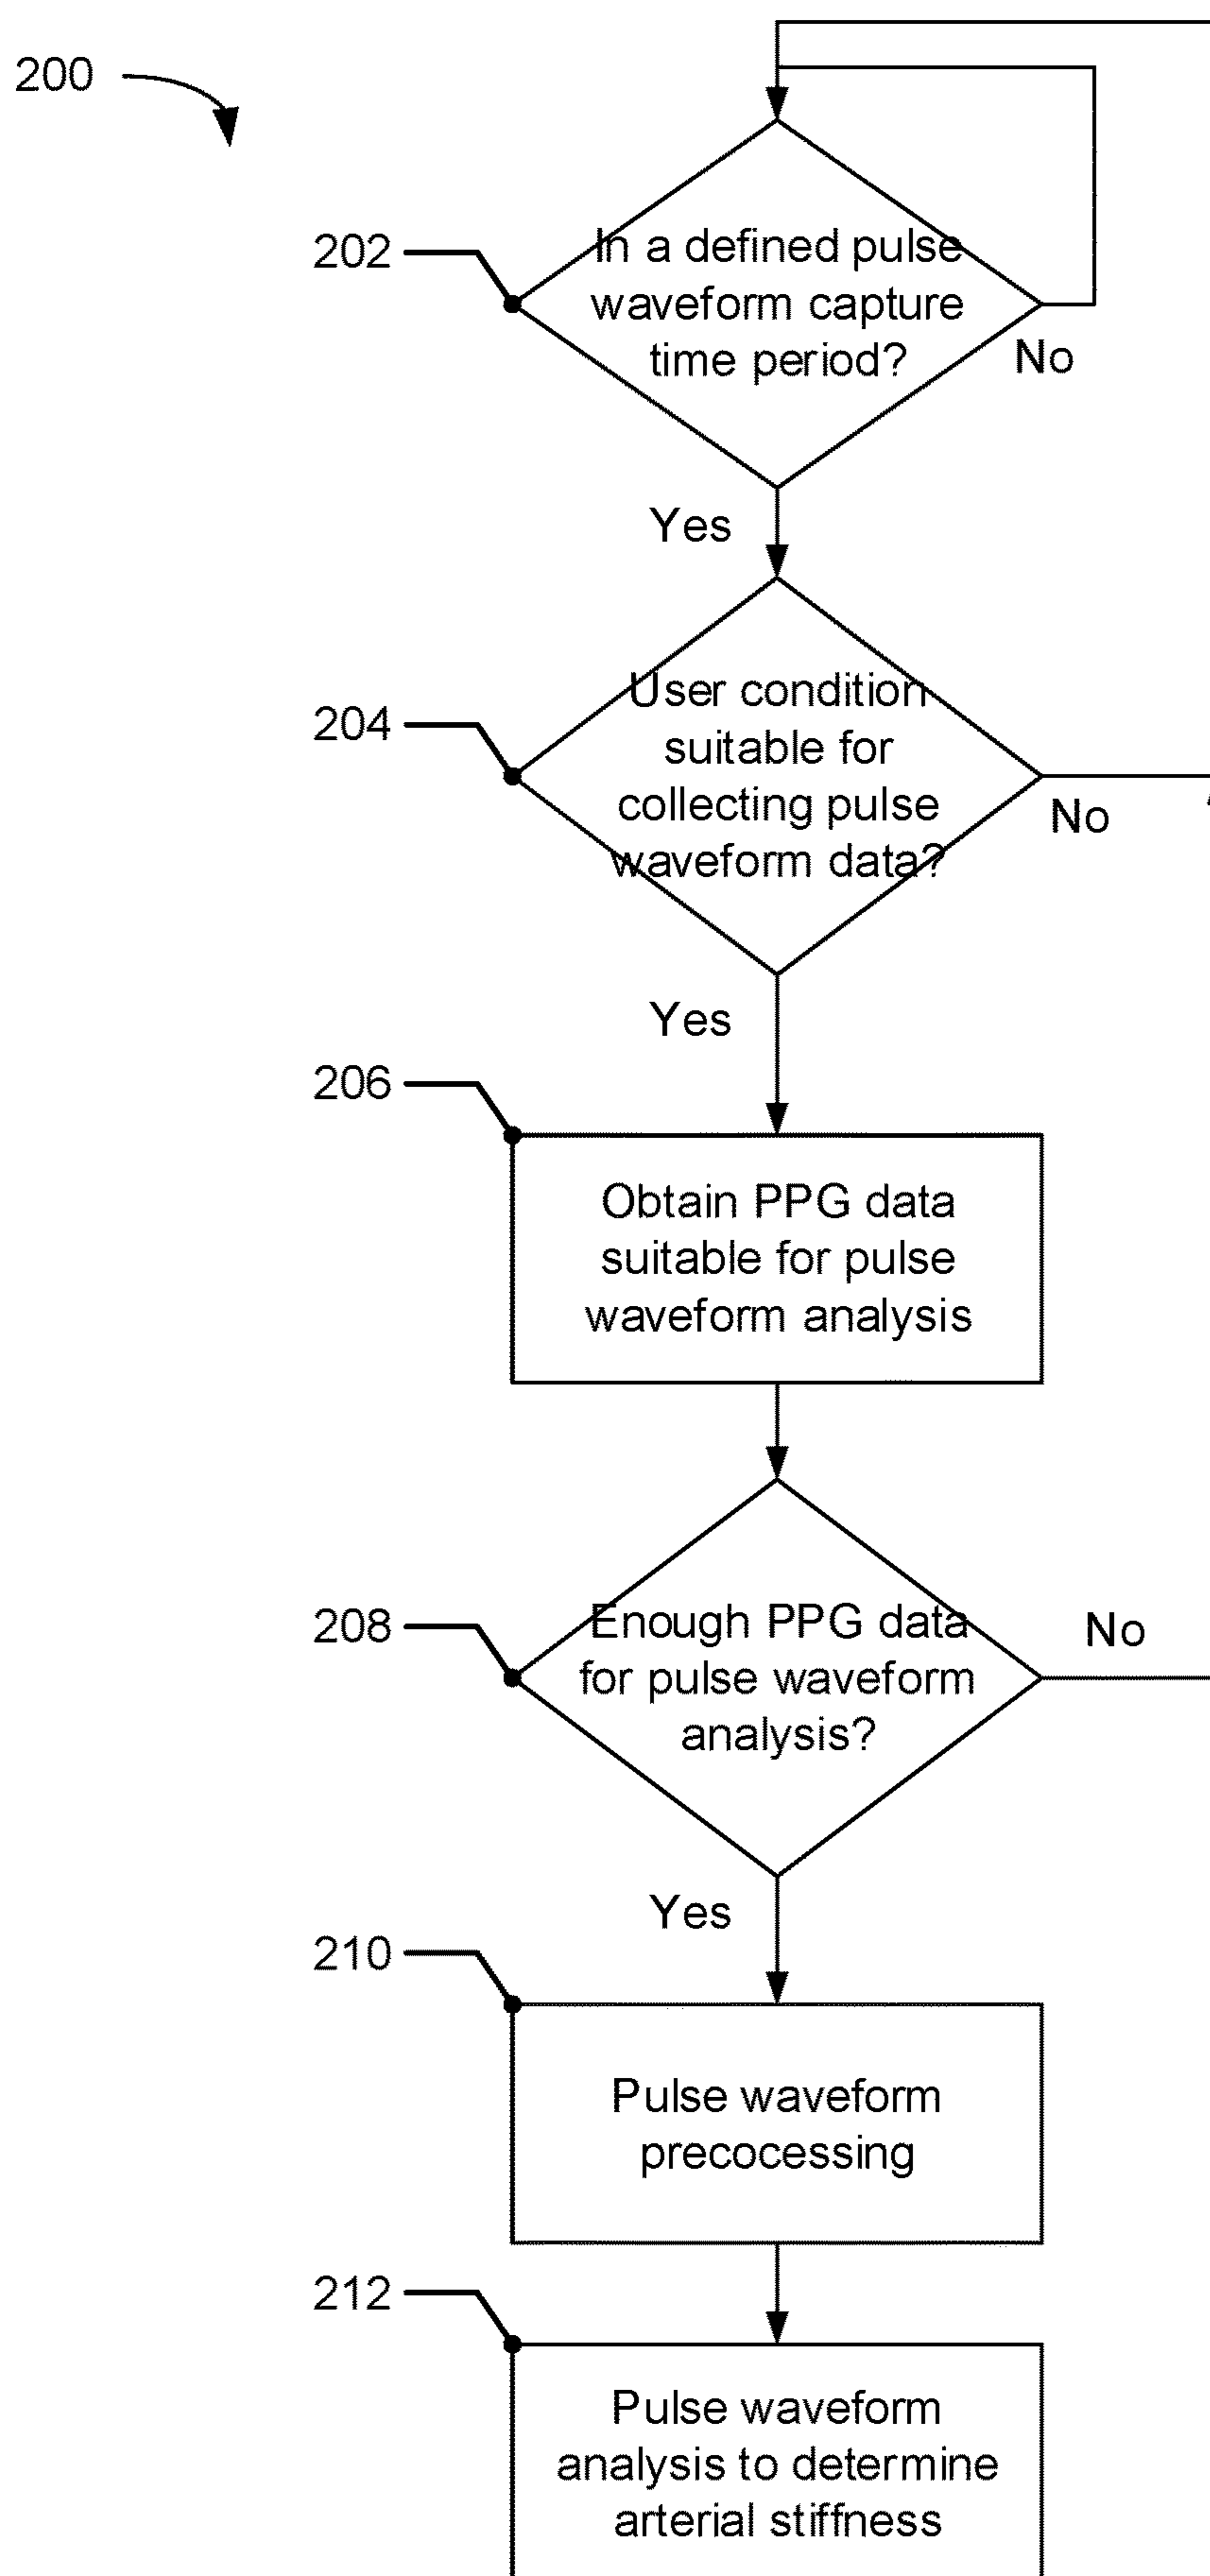 200
202
In a defined pulse
waveform capture
time period?
No
Yes
204
User condition
suitable for
collecting pulse
waveform data?
No
Yes
206
Obtain PPG data
suitable for pulse
waveform analysis
208
Enough PPG data
for pulse waveform
analysis?
No
Yes
210
Pulse waveform
precocessing
212
Pulse waveform
analysis to determine
arterial stiffness